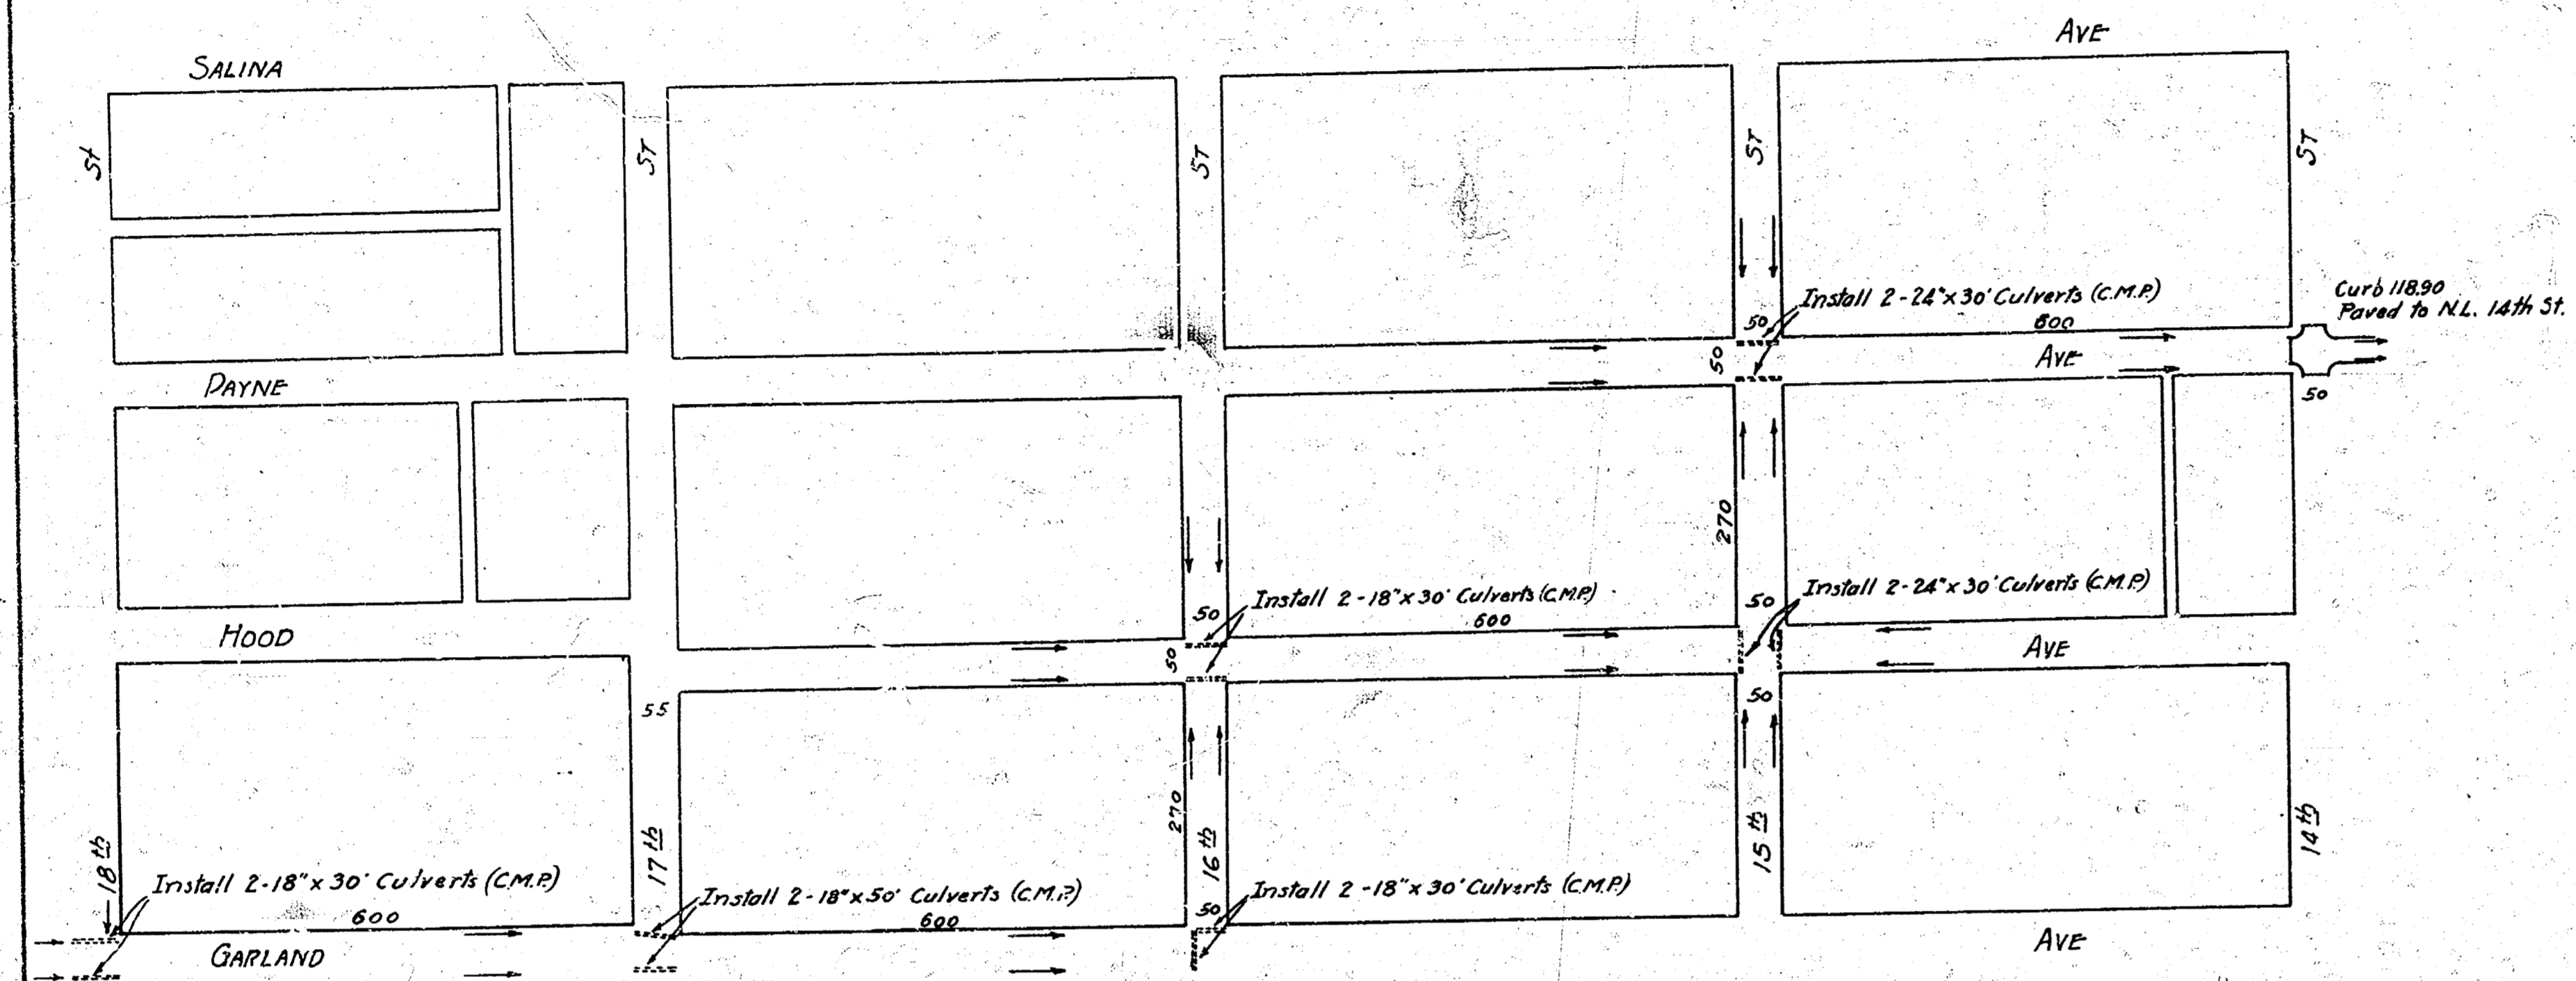 AVE
SALINA
St
ST
ST
ST
ST
Install 2-24"x30' Culverts (C.M.P.)
Curb 118.90
Paved to N.L. 14th St.
50
600
50
AVE
PAYNE
50
270
Install 2-18"x30' Culverts (C.M.P.)
Install 2-24"x30' Culverts (C.M.P.)
50
50
600
HOOD
50
AVE
55
50
270
18th
17th
16th
15th
14th
Install 2-18"x30' Culverts (C.M.P.)
Install 2-18"x50' Culverts (C.M.P.)
Install 2-18"x30' Culverts (C.M.P.)
600
600
50
GARLAND
AVE